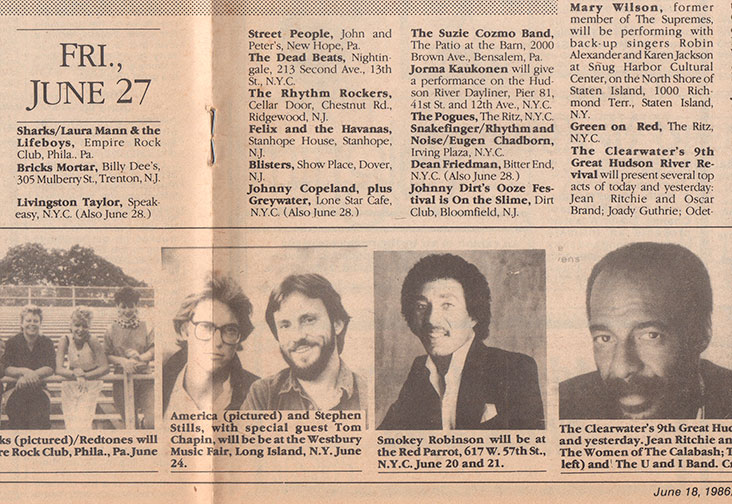 FRI.,
JUNE 27
Sharks/Laura Mann & the
Lifeboys, Empire Rock
Club, Phila., Pa.
Bricks Mortar, Billy Dee's,
305 Mulberry St., Trenton, N.J.
Livingston Taylor, Speak-
easy, N.Y.C. (Also June 28.)
Street People, John and
Peter's, New Hope, Pa.
The Dead Beats, Nightin-
gale, 213 Second Ave., 13th
St., N.Y.C.
The Rhythm Rockers,
Cellar Door, Chestnut Rd.,
Ridgewood, N.J.
Felix and the Havanas,
Stanhope House, Stanhope,
N.J.
Blisters, Show Place, Dover,
N.J.
Johnny Copeland, plus
Greywater, Lone Star Cafe,
N.Y.C. (Also June 28.)
The Suzie Cozmo Band,
The Patio at the Barn, 2000
Brown Ave., Bensalem, Pa.
Jorma Kaukonen will give
a performance on the Hud-
son River Dayliner, Pier 81,
41st St. and 12th Ave., N.Y.C.
The Pogues, The Ritz, N.Y.C.
Snakefinger/Rhythm and
Noise/Eugen Chadborn,
Irving Plaza, N.Y.C.
Dean Friedman, Bitter End,
N.Y.C. (Also June 28.)
Johnny Dirt's Ooze Fes-
tival is On the Slime, Dirt
Club, Bloomfield, N.J.
Mary Wilson, former
member of The Supremes,
will be performing with
back-up singers Robin
Alexander and Karen Jackson
at Snug Harbor Cultural
Center, on the North Shore of
Staten Island, 1000 Rich-
mond Terr., Staten Island,
N.Y.
Green on Red, The Ritz,
N.Y.C.
The Clearwater's 9th
Great Hudson River Re-
vival will present several top
acts of today and yesterday:
Jean Ritchie and Oscar
Brand; Joady Guthrie; Odet-
ks (pictured)/Redtones will
re Rock Club, Phila., Pa. June
America (pictured) and Stephen
Stills, with special guest Tom
Chapin, will be be at the Westbury
Music Fair, Long Island, N.Y. June
24.
Smokey Robinson will be at
the Red Parrot, 617 W. 57th St.,
N.Y.C. June 20 and 21.
The Clearwater's 9th Great Hud
and yesterday. Jean Ritchie an
The Women of The Calabash; T
left) and The U and I Band. Cr
June 18, 1986,